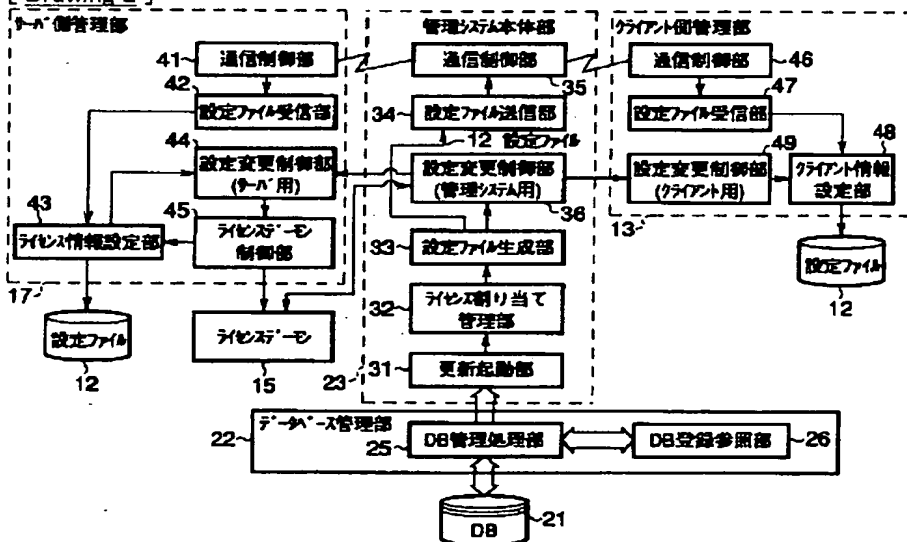 [ Drawing 2 ]
サーバ側管理部
管理システム本体部
クライアント側管理部
41
通信制御部
通信制御部
35
通信制御部
46
42
設定ファイル受信部
34
設定ファイル送信部
設定ファイル受信部
47
12 設定ファイル
44
設定変更制御部
(サーバ用)
設定変更制御部
(管理システム用)
36
49
設定変更制御部
(クライアント用)
48
クライアント情報
設定部
43
ライセンス情報設定部
45
ライセンスデーモン
制御部
33
設定ファイル生成部
13
17
設定ファイル
12
ライセンスデーモン
15
32
ライセンス割り当て
管理部
設定ファイル
12
23
31
更新起動部
データベース管理部
22
25
DB管理処理部
DB登録参照部
26
DB
21